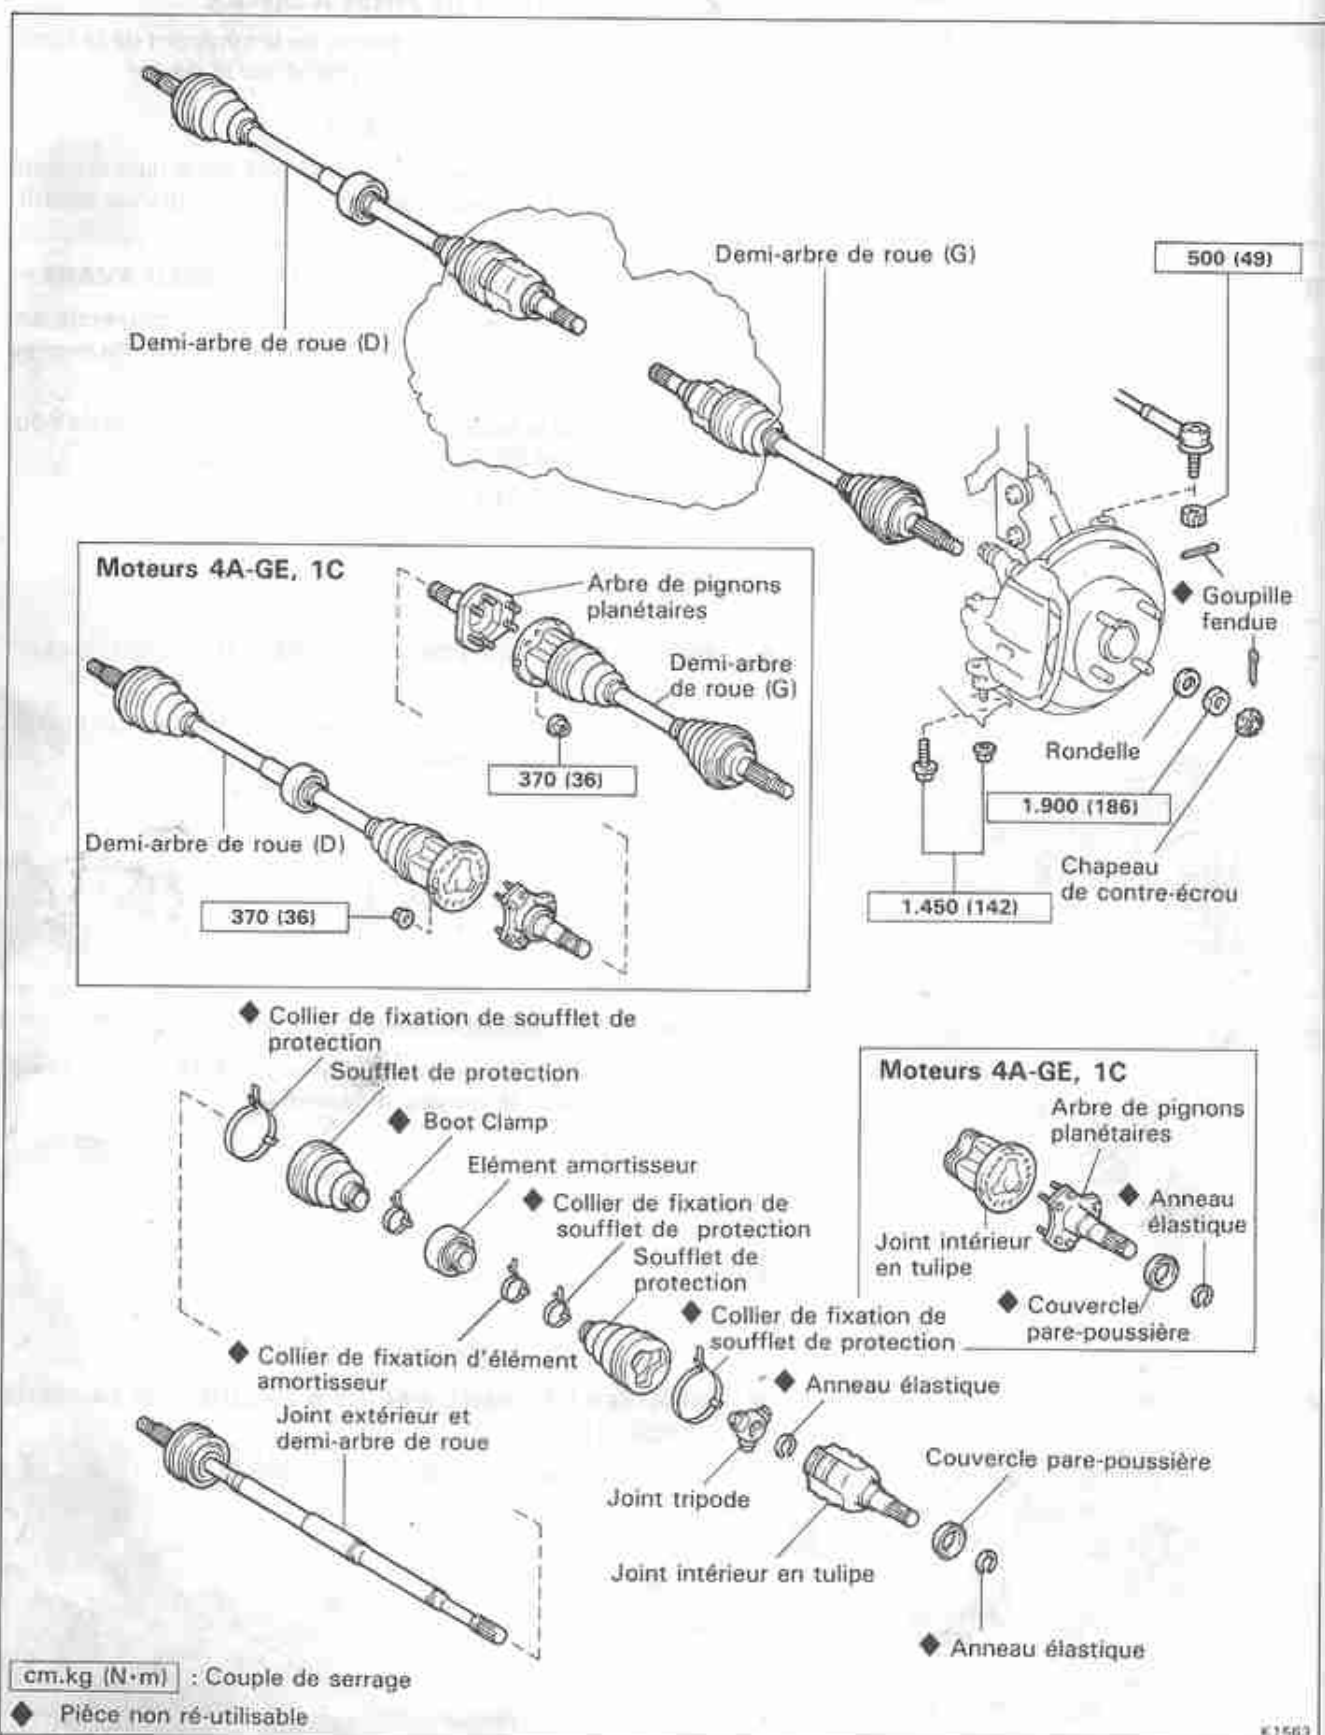 Demi-arbre de roue (G)
500 (49)
Demi-arbre de roue (D)
◆ Goupille
fendue
Rondelle
1.900 (186)
Chapeau
de contre-écrou
1.450 (142)
Moteurs 4A-GE, 1C
Arbre de pignons
planétaires
Demi-arbre
de roue (G)
370 (36)
Demi-arbre de roue (D)
370 (36)
◆ Collier de fixation de soufflet de
protection
Soufflet de protection
◆ Boot Clamp
Elément amortisseur
◆ Collier de fixation de
soufflet de protection
Soufflet de
protection
◆ Collier de fixation de
soufflet de protection
◆ Collier de fixation d'élément
amortisseur
◆ Anneau élastique
Joint extérieur et
demi-arbre de roue
Joint tripode
Couvercle pare-poussière
Joint intérieur en tulipe
◆ Anneau élastique
Moteurs 4A-GE, 1C
Arbre de pignons
planétaires
◆ Anneau
élastique
Joint intérieur
en tulipe
◆ Couvercle
pare-poussière
cm.kg (N·m) : Couple de serrage
◆ Pièce non ré-utilisable
K1563